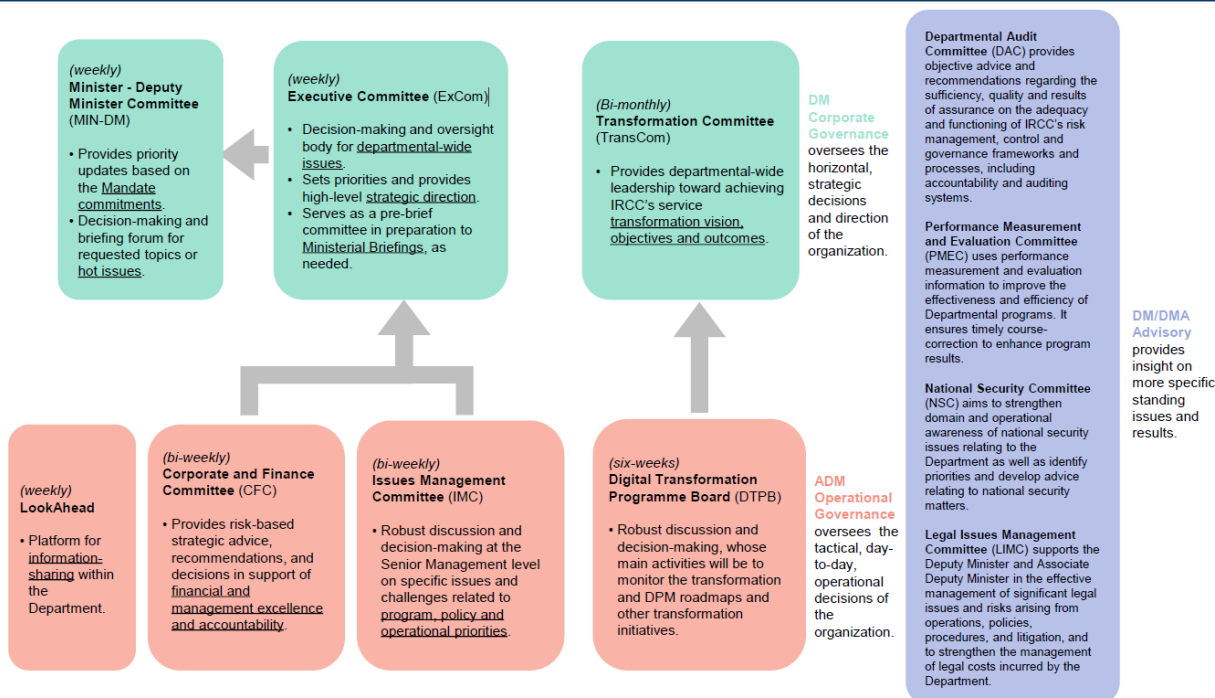 (weekly)
Minister - Deputy
Minister Committee
(MIN-DM)
• Provides priority
updates based on
the Mandate
commitments.
• Decision-making and
briefing forum for
requested topics or
hot issues.
(weekly)
Executive Committee (ExCom)
• Decision-making and oversight
body for departmental-wide
issues.
• Sets priorities and provides
high-level strategic direction.
• Serves as a pre-brief
committee in preparation to
Ministerial Briefings, as
needed.
(Bi-monthly)
Transformation Committee
(TransCom)
• Provides departmental-wide
leadership toward achieving
IRCC's service
transformation vision,
objectives and outcomes.
DM
Corporate
Governance
oversees the
horizontal,
strategic
decisions
and direction
of the
organization.
(weekly)
LookAhead
• Platform for
information-
sharing within
the
Department.
(bi-weekly)
Corporate and Finance
Committee (CFC)
• Provides risk-based
strategic advice,
recommendations, and
decisions in support of
financial and
management excellence
and accountability.
(bi-weekly)
Issues Management
Committee (IMC)
• Robust discussion and
decision-making at the
Senior Management level
on specific issues and
challenges related to
program, policy and
operational priorities.
(six-weeks)
Digital Transformation
Programme Board (DTPB)
• Robust discussion and
decision-making, whose
main activities will be to
monitor the transformation
and DPM roadmaps and
other transformation
initiatives.
ADM
Operational
Governance
oversees the
tactical, day-
to-day,
operational
decisions of
the
organization.
Departmental Audit
Committee (DAC) provides
objective advice and
recommendations regarding the
sufficiency, quality and results
of assurance on the adequacy
and functioning of IRCC's risk
management, control and
governance frameworks and
processes, including
accountability and auditing
systems.
Performance Measurement
and Evaluation Committee
(PMEC) uses performance
measurement and evaluation
information to improve the
effectiveness and efficiency of
Departmental programs. It
ensures timely course-
correction to enhance program
results.
National Security Committee
(NSC) aims to strengthen
domain and operational
awareness of national security
issues relating to the
Department as well as identify
priorities and develop advice
relating to national security
matters.
Legal Issues Management
Committee (LIMC) supports the
Deputy Minister and Associate
Deputy Minister in the effective
management of significant legal
issues and risks arising from
operations, policies,
procedures, and litigation, and
to strengthen the management
of legal costs incurred by the
Department.
DM/DMA
Advisory
provides
insight on
more specific
standing
issues and
results.